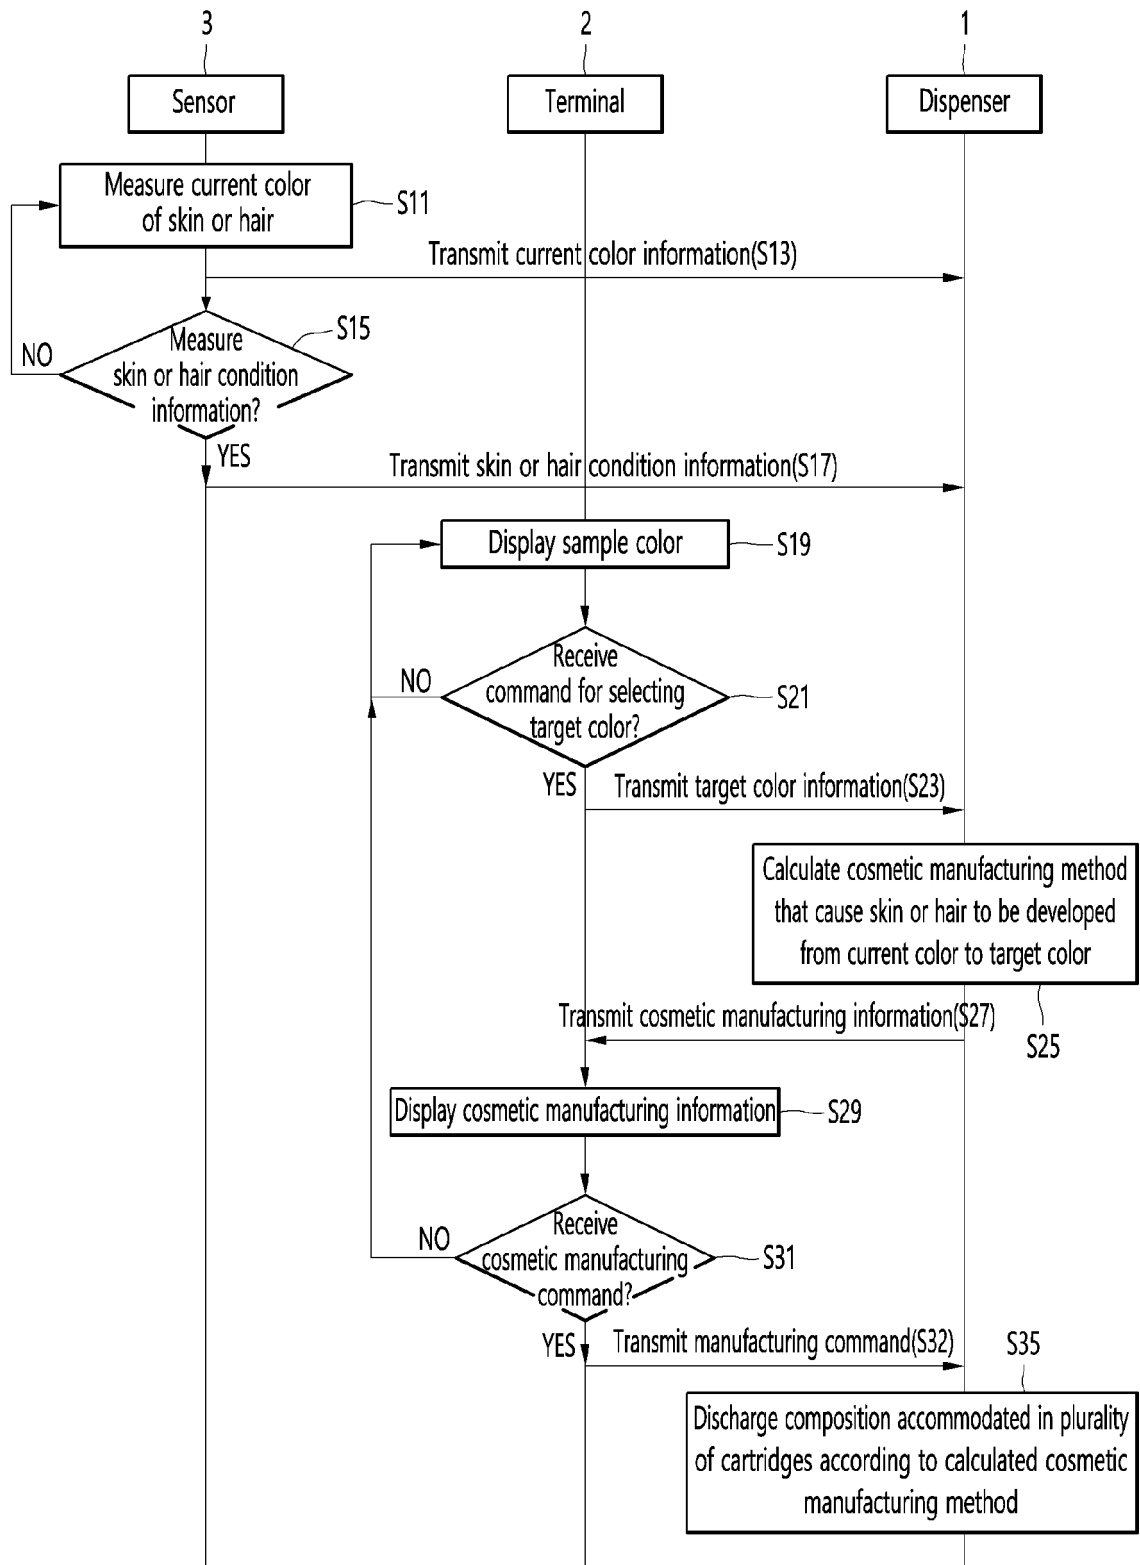 3
2
1
Sensor
Terminal
Dispenser
Measure current color
of skin or hair
S11
Transmit current color information(S13)
S15
Measure
skin or hair condition
information?
NO
YES
Transmit skin or hair condition information(S17)
Display sample color
S19
Receive
command for selecting
target color?
NO
S21
YES
Transmit target color information(S23)
Calculate cosmetic manufacturing method
that cause skin or hair to be developed
from current color to target color
S25
Transmit cosmetic manufacturing information(S27)
Display cosmetic manufacturing information
S29
Receive
cosmetic manufacturing
command?
NO
S31
YES
Transmit manufacturing command(S32)
S35
Discharge composition accommodated in plurality
of cartridges according to calculated cosmetic
manufacturing method